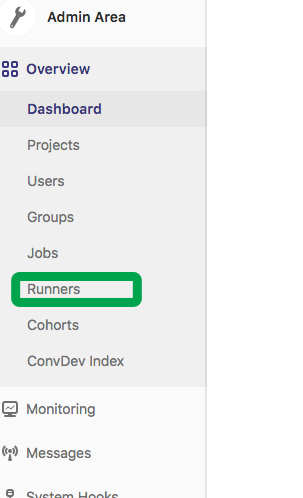 Admin Area
Overview
Dashboard
Projects
Users
Groups
Jobs
Runners
Cohorts
ConvDev Index
Monitoring
Messages
System Hooks